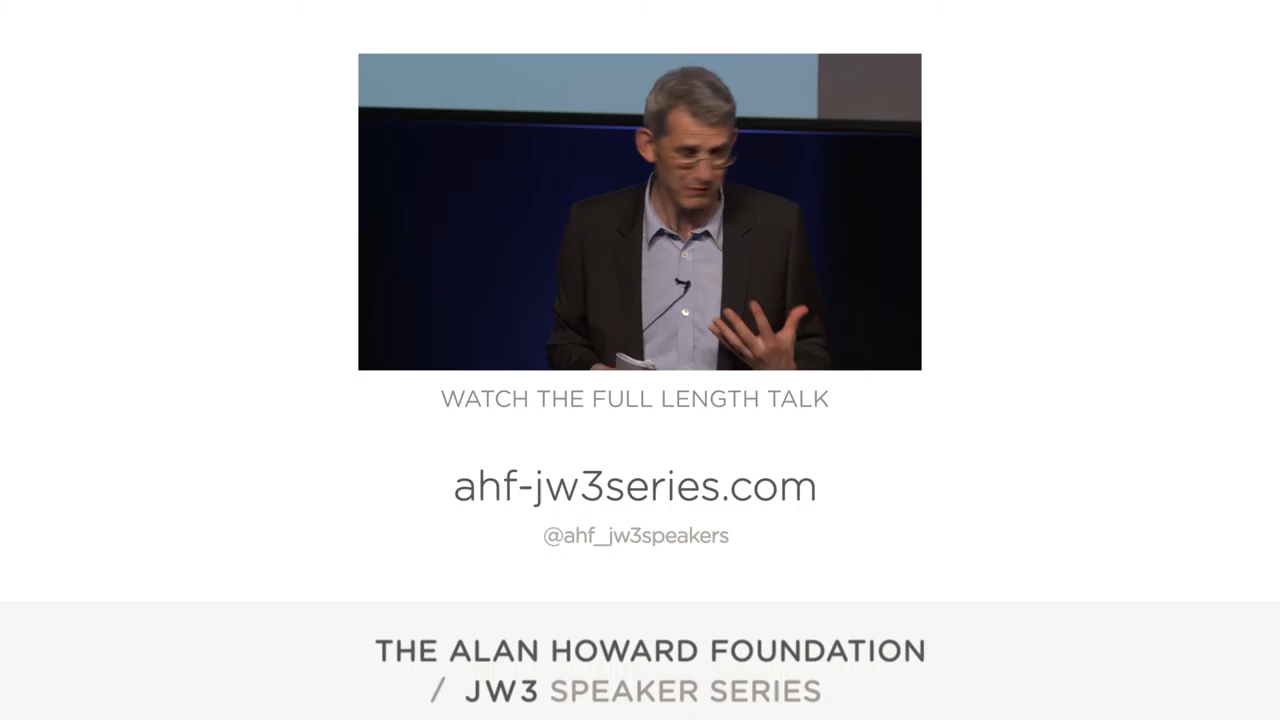 WATCH THE FULL LENGTH TALK
ahf-jw3series.com
@ahf_jw3speakers
THE ALAN HOWARD FOUNDATION
/ JW3 SPEAKER SERIES